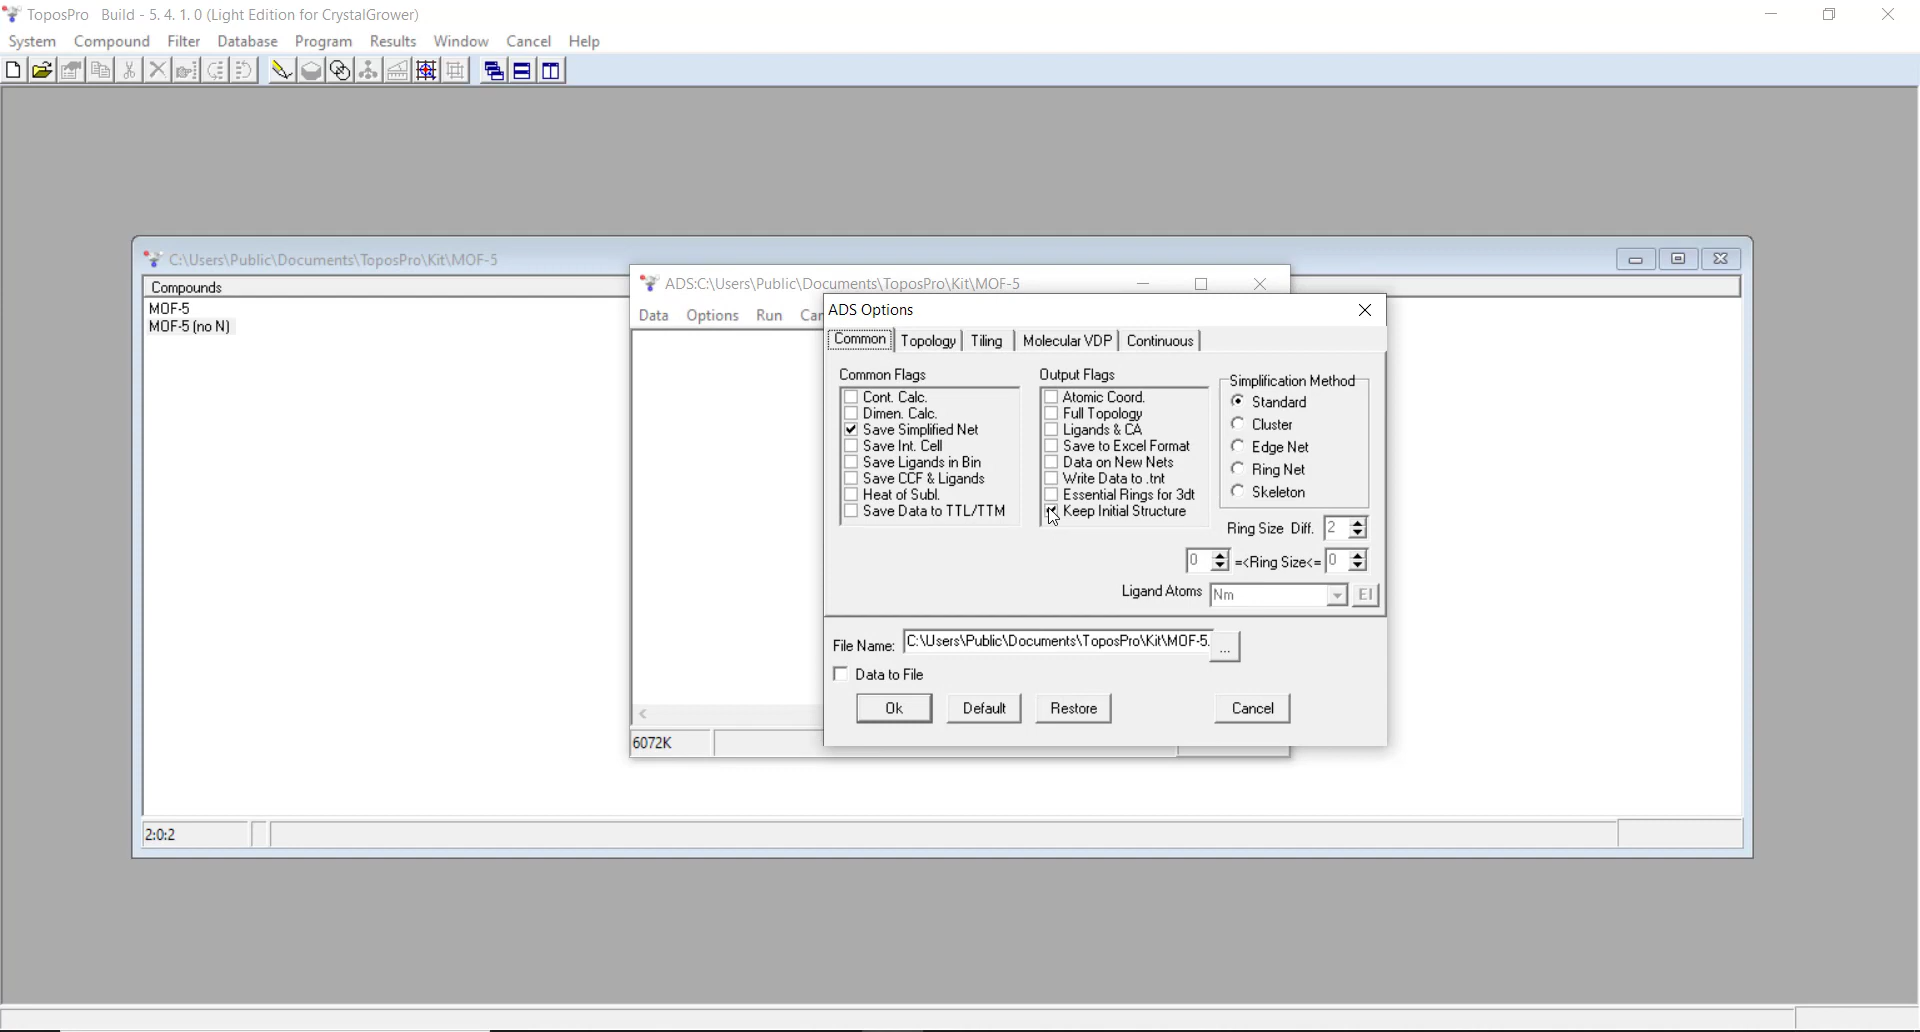 ToposPro Build - 5. 4. 1. 0 (Light Edition for CrystalGrower)
System Compound Filter Database Program Results Window Cancel Help
C:\Users\Public\Documents\ToposPro\Kit\MOF-5
Compounds
MOF-5
MOF-5 (no N)
2:0:2
ADS:C:\Users\Public\Documents\ToposPro\Kit\MOF-5
Data Options Run
6072K
ADS Options
Common Topology Tiling Molecular VDP Continuous
Common Flags
Cont. Calc.
Dimen. Calc.
Save Simplified Net
Save Int. Cell
Save Ligands in Bin
Save CCF & Ligands
Heat of Subl.
Save Data to TTL/TTM
Output Flags
Atomic Coord.
Full Topology
Ligands & CA
Save to Excel Format
Data on New Nets
Write Data to .tnt
Essential Rings for 3dt
Keep Initial Structure
Simplification Method
Standard
Cluster
Edge Net
Ring Net
Skeleton
Ring Size Diff. 2
0 =<Ring Size<= 0
Ligand Atoms Nm El
File Name: C:\Users\Public\Documents\ToposPro\Kit\MOF-5. ...
Data to File
Ok Default Restore Cancel